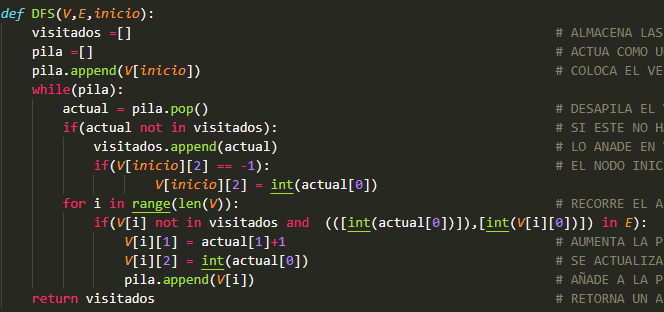 def DFS(V,E,inicio):
    visitados =[] # ALMACENA LAS
    pila =[] # ACTUA COMO U
    pila.append(V[inicio]) # COLOCA EL VE
    while(pila):
        actual = pila.pop() # DESAPILA EL
        if(actual not in visitados): # SI ESTE NO H
            visitados.append(actual) # LO ANADE EN
            if(V[inicio][2] == -1): # EL NODO INIC
                    V[inicio][2] = int(actual[0])
        for i in range(len(V)): # RECORRE EL A
            if(V[i] not in visitados and  (([int(actual[0])]),[int(V[i][0])]) in E):
                V[i][1] = actual[1]+1 # AUMENTA LA P
                V[i][2] = int(actual[0]) # SE ACTUALIZA
                pila.append(V[i]) # AÑADE A LA P
    return visitados # RETORNA UN A